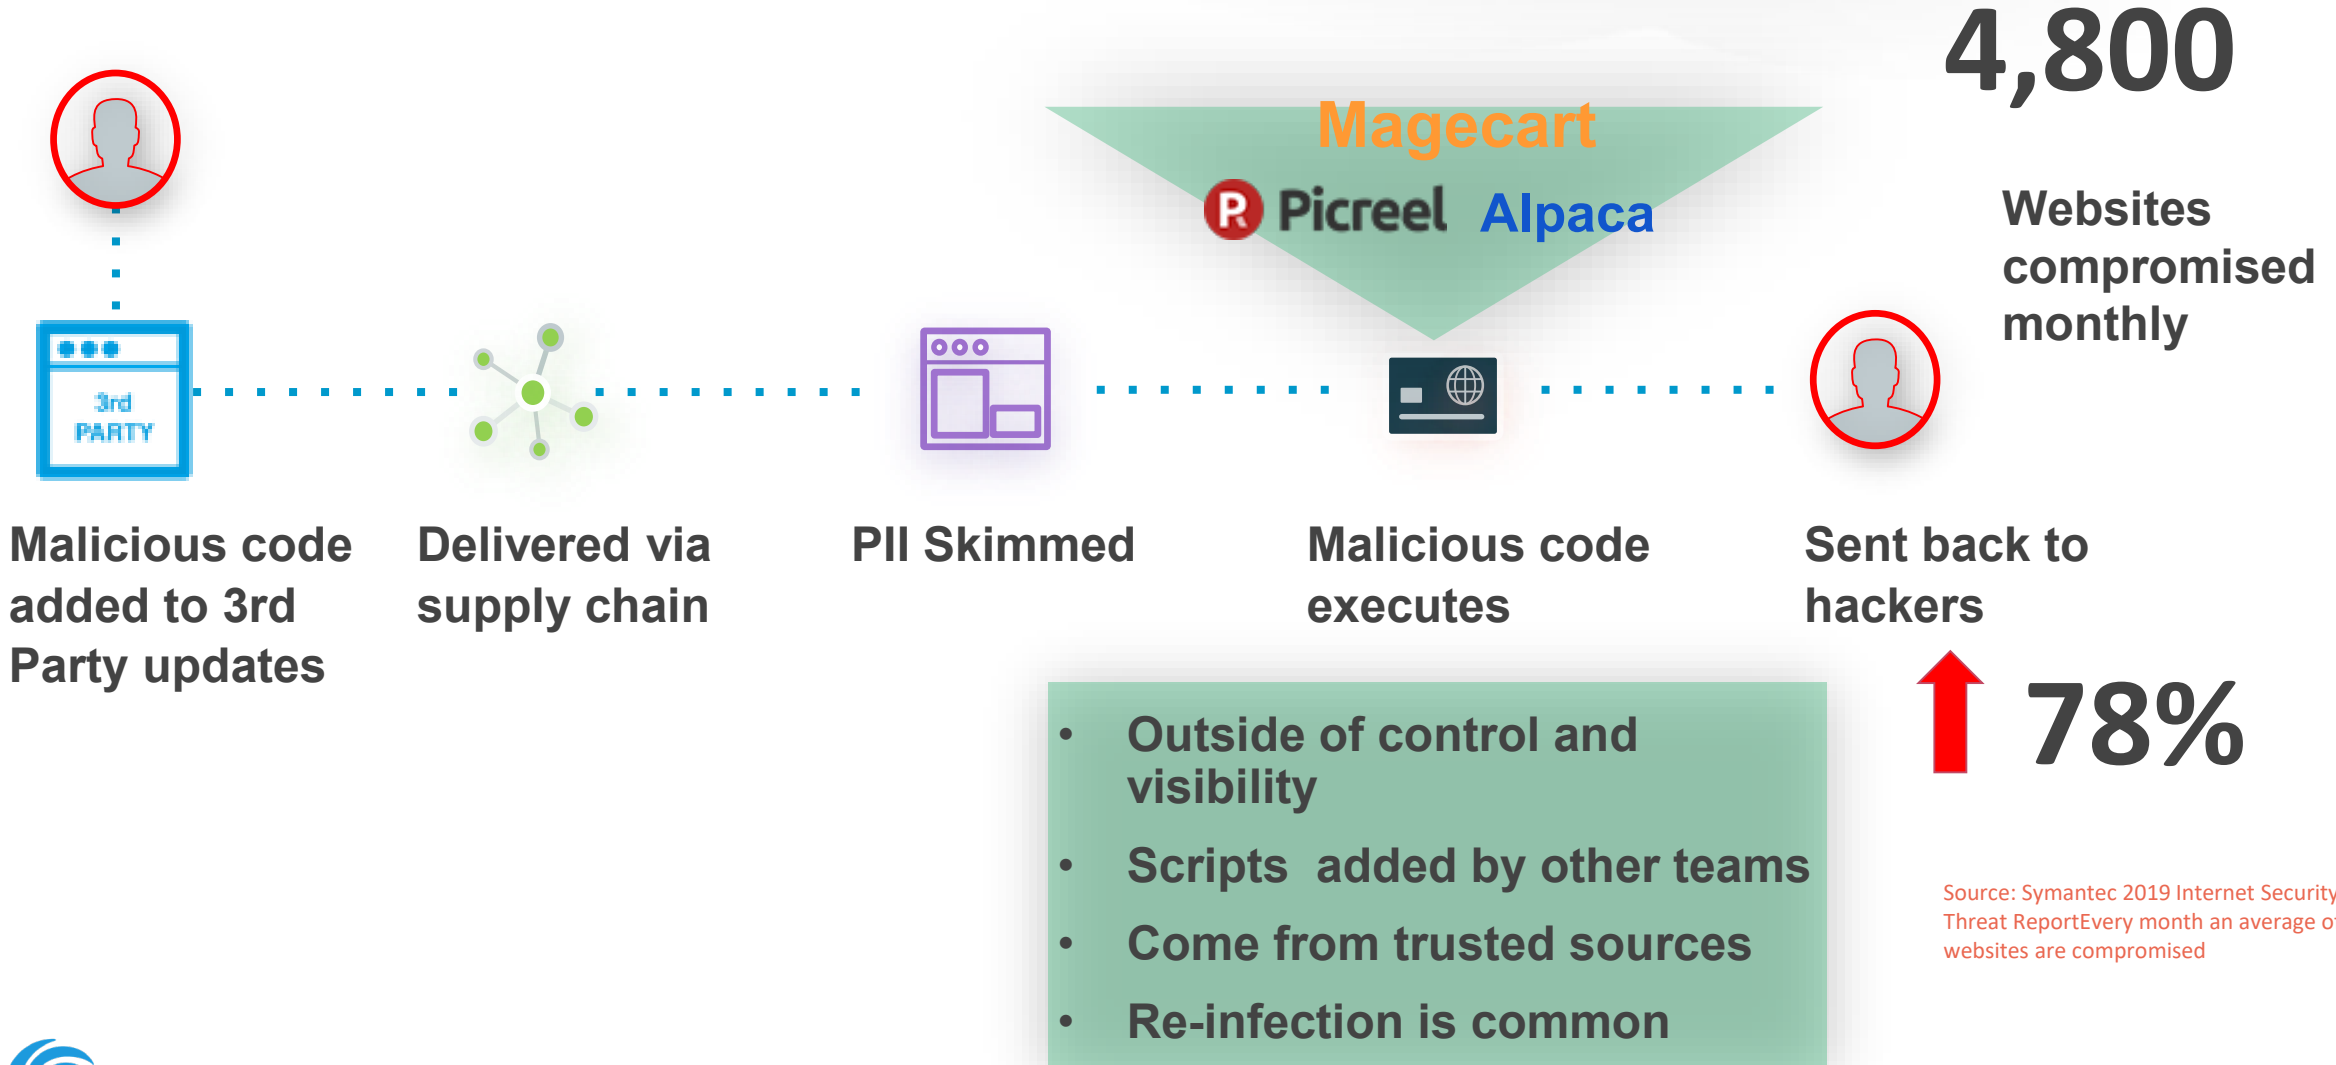 4,800
Websites
compromised
monthly
Magecart
Picreel Alpaca
3rd
PARTY
Malicious code
added to 3rd
Party updates
Delivered via
supply chain
PII Skimmed
Malicious code
executes
Sent back to
hackers
78%
• Outside of control and
visibility
• Scripts added by other teams
• Come from trusted sources
• Re-infection is common
Source: Symantec 2019 Internet Security
Threat ReportEvery month an average of
websites are compromised